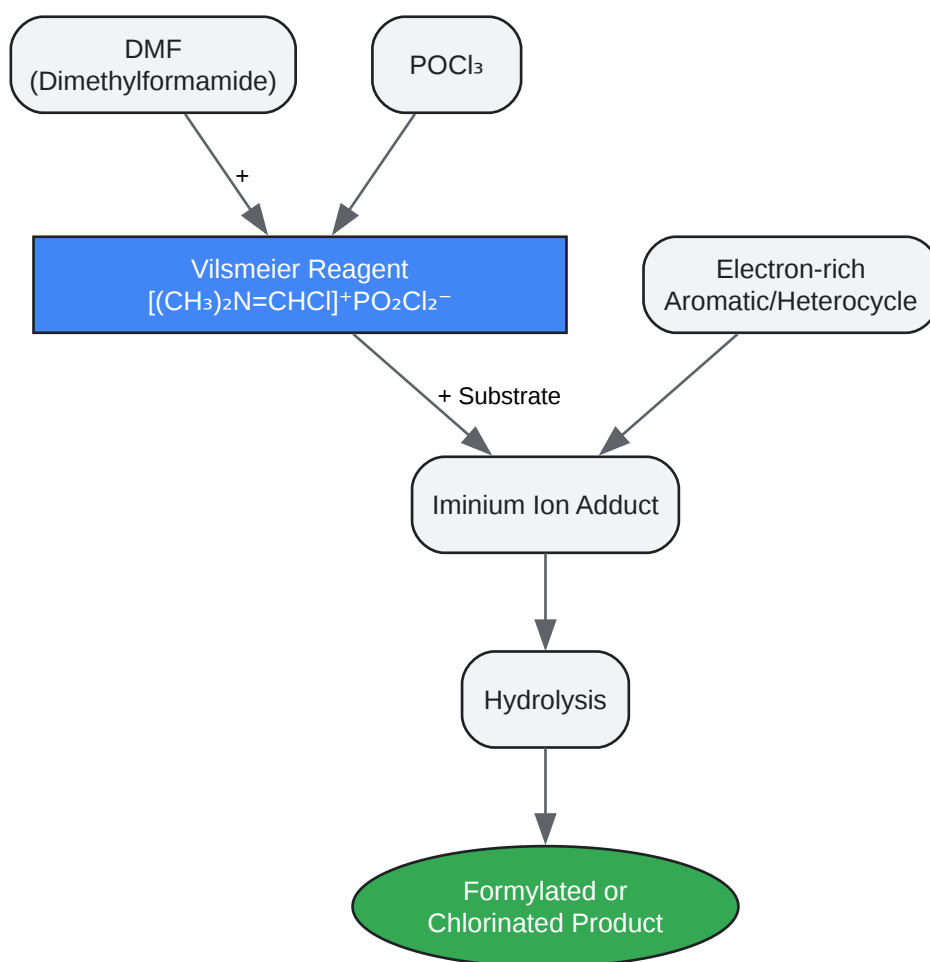 DMF
(Dimethylformamide)
POCl₃
+
Vilsmeier Reagent
[(CH₃)₂N=CHCl]⁺PO₂Cl₂⁻
Electron-rich
Aromatic/Heterocycle
+ Substrate
Iminium Ion Adduct
Hydrolysis
Formylated or
Chlorinated Product